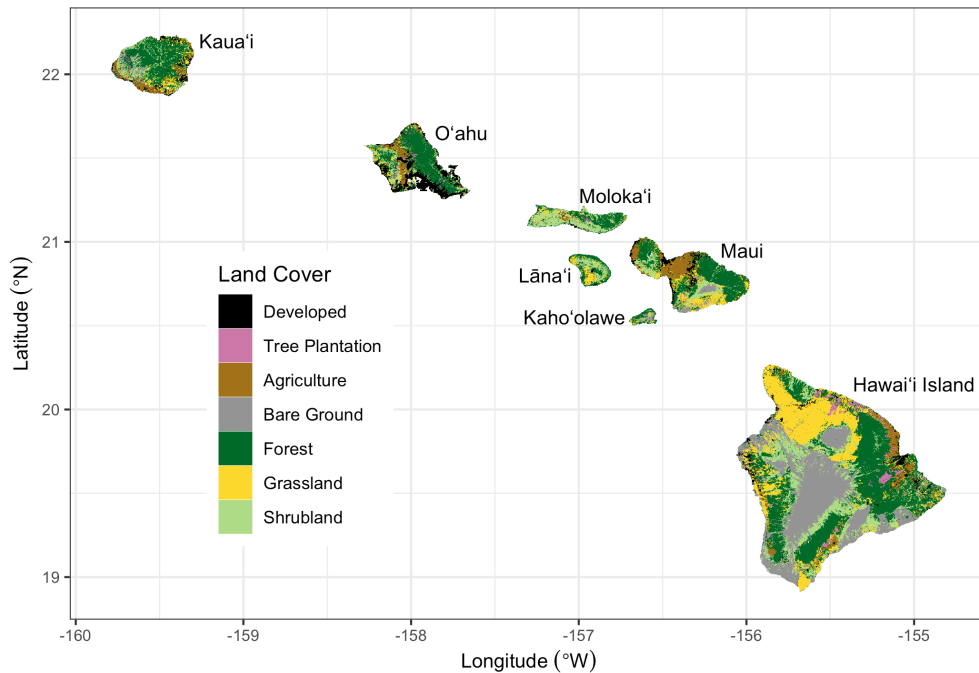 Kauaʻi
Oʻahu
Molokaʻi
Maui
Lānaʻi
Kahoʻolawe
Hawaiʻi Island
Land Cover
Developed
Tree Plantation
Agriculture
Bare Ground
Forest
Grassland
Shrubland
22
21
20
19
Latitude (°N)
-160
-159
-158
-157
-156
-155
Longitude (°W)